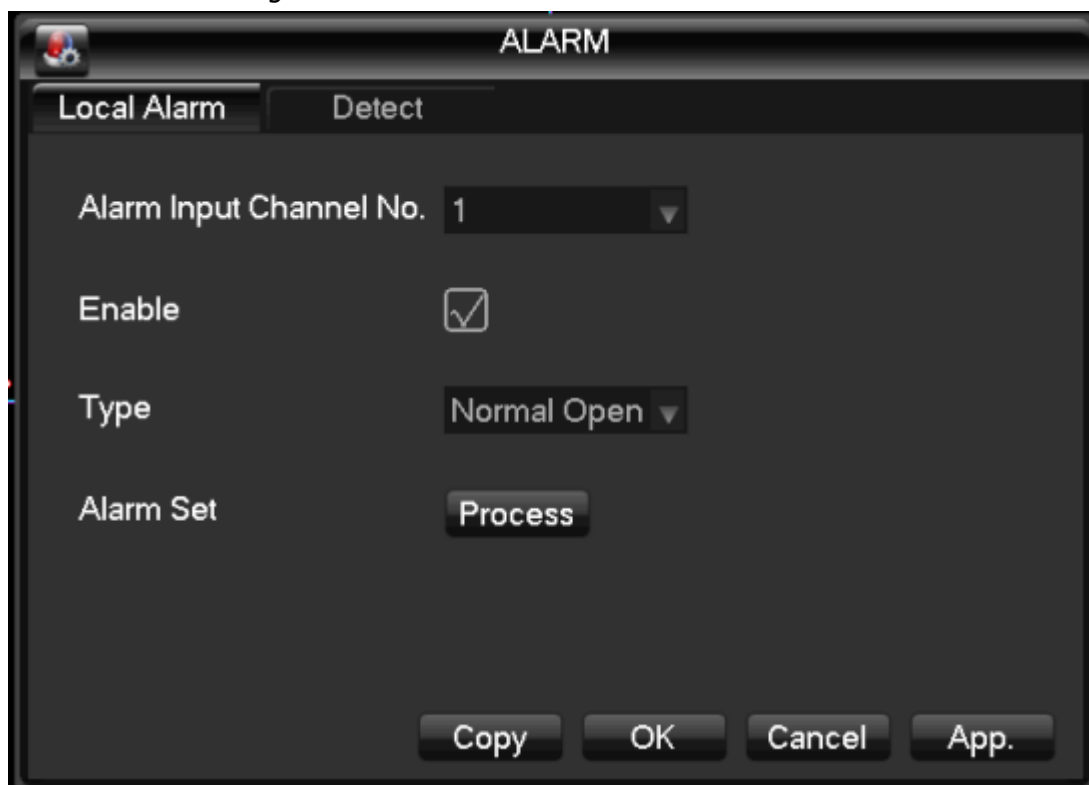 ALARM
Local Alarm Detect
Alarm Input Channel No. 1
Enable
Type Normal Open
Alarm Set Process
Copy OK Cancel App.